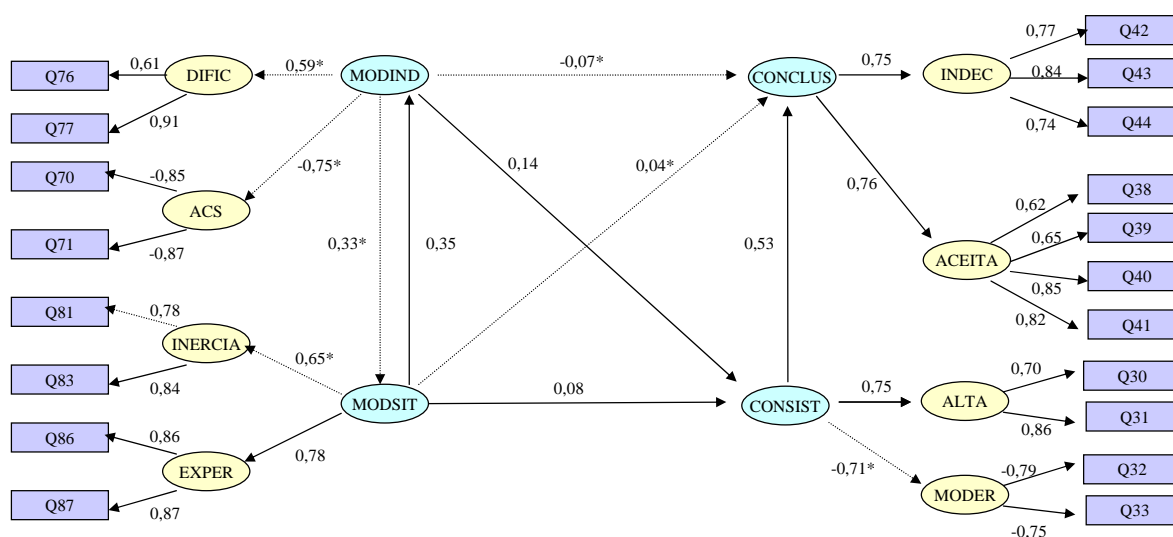 Q76
0,61
DIFIC
0,59*
MODIND
-0,07*
CONCLUS
0,75
INDEC
0,77
Q42
0,84
Q43
0,74
Q44
Q77
0,91
Q70
-0,85
ACS
-0,75*
Q71
-0,87
0,14
0,04*
0,76
0,33*
0,35
0,53
ACEITA
0,62
Q38
0,65
Q39
0,85
Q40
0,82
Q41
Q81
0,78
INERCIA
0,65*
Q83
0,84
MODSIT
0,08
CONSIST
0,75
ALTA
0,70
Q30
0,86
Q31
Q86
0,86
EXPER
0,78
Q87
0,87
-0,71*
MODER
-0,79
Q32
-0,75
Q33